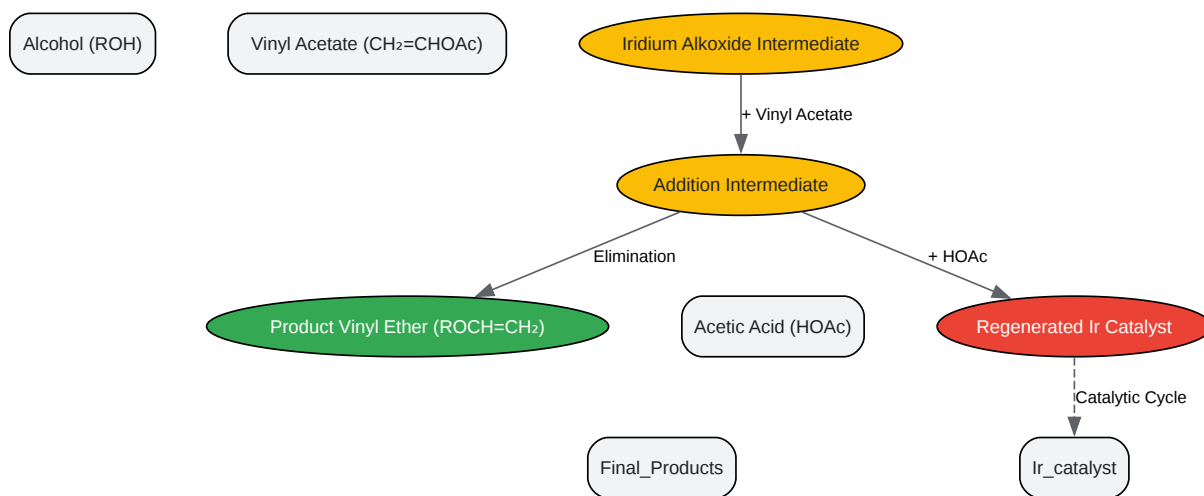 Alcohol (ROH)
Vinyl Acetate (CH₂=CHOAc)
Iridium Alkoxide Intermediate
+ Vinyl Acetate
Addition Intermediate
Elimination
+ HOAc
Product Vinyl Ether (ROCH=CH₂)
Acetic Acid (HOAc)
Regenerated Ir Catalyst
Catalytic Cycle
Final_Products
Ir_catalyst